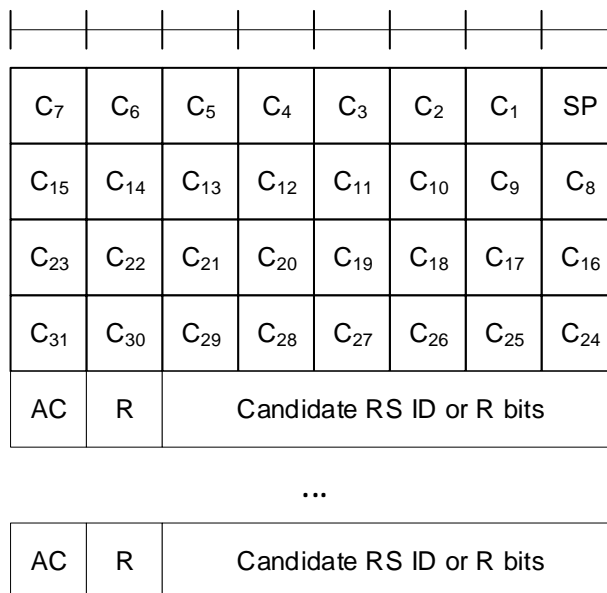 C7 C6 C5 C4 C3 C2 C1 SP
C15 C14 C13 C12 C11 C10 C9 C8
C23 C22 C21 C20 C19 C18 C17 C16
C31 C30 C29 C28 C27 C26 C25 C24
AC R Candidate RS ID or R bits
...
AC R Candidate RS ID or R bits